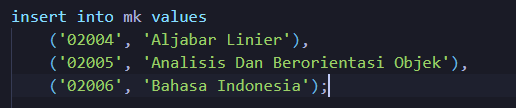 insert into mk values
('02004', 'Aljabar Linier'),
('02005', 'Analisis Dan Berorientasi Objek'),
('02006', 'Bahasa Indonesia');